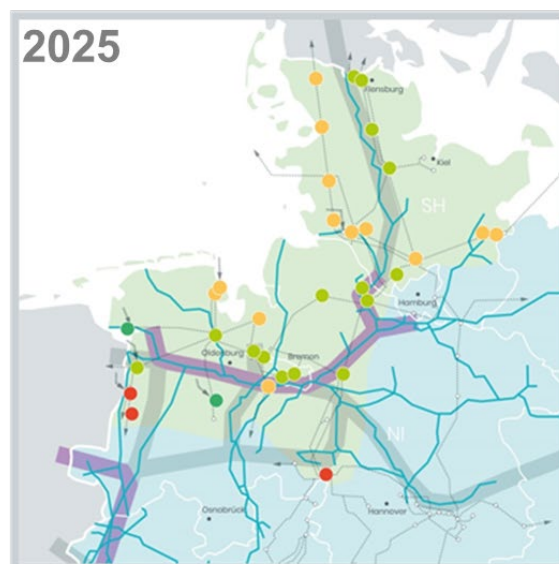 2025
Flensburg
Kiel
SH
Hamburg
Oldenburg
Bremen
NI
Osnabrück
Hannover